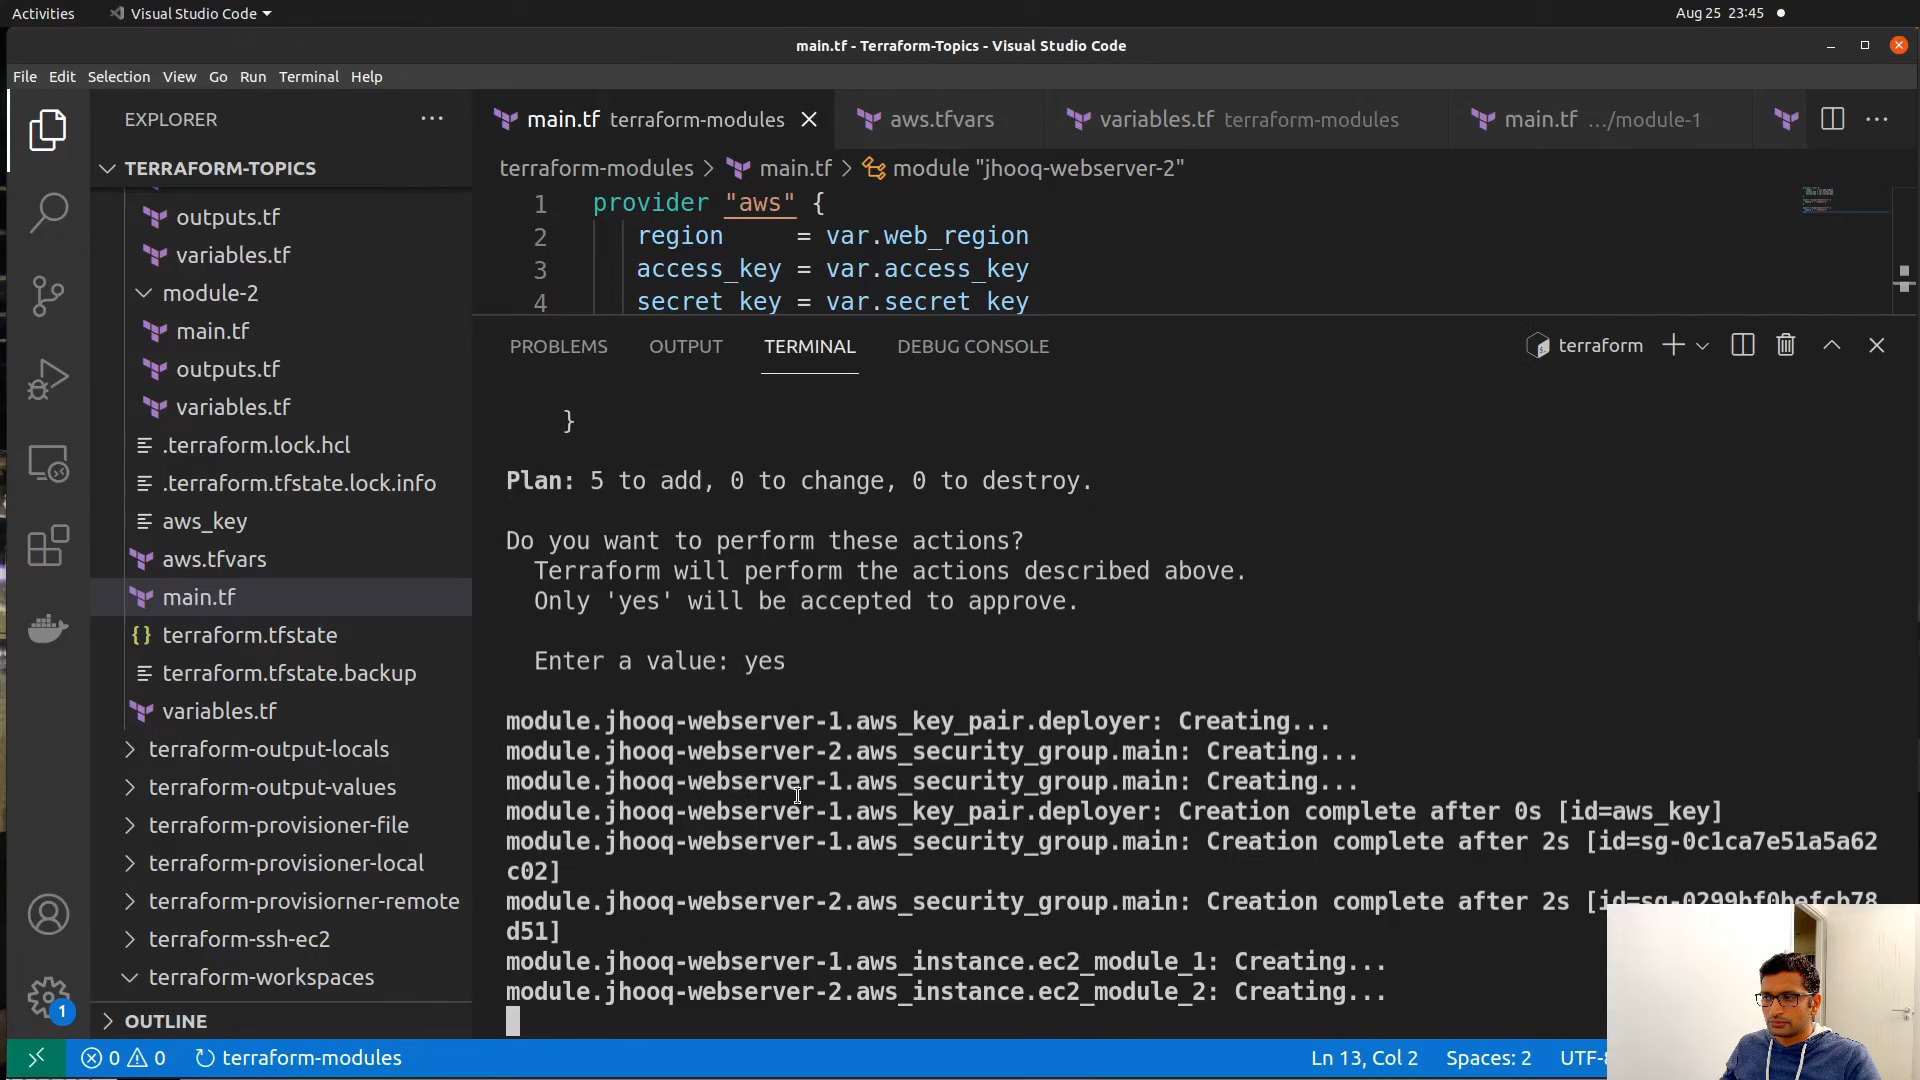 Activities Visual Studio Code Aug 25 23:45
main.tf - Terraform-Topics - Visual Studio Code
File Edit Selection View Go Run Terminal Help
EXPLORER
TERRAFORM-TOPICS
outputs.tf
variables.tf
module-2
main.tf
outputs.tf
variables.tf
.terraform.lock.hcl
.terraform.tfstate.lock.info
aws_key
aws.tfvars
main.tf
terraform.tfstate
terraform.tfstate.backup
variables.tf
terraform-output-locals
terraform-output-values
terraform-provisioner-file
terraform-provisioner-local
terraform-provisiorner-remote
terraform-ssh-ec2
terraform-workspaces
OUTLINE
1
main.tf terraform-modules aws.tfvars variables.tf terraform-modules main.tf .../module-1
terraform-modules > main.tf > module "jhooq-webserver-2"
1 provider "aws" {
2 region = var.web_region
3 access_key = var.access_key
4 secret_key = var.secret_key
PROBLEMS OUTPUT TERMINAL DEBUG CONSOLE terraform
}
Plan: 5 to add, 0 to change, 0 to destroy.
Do you want to perform these actions?
Terraform will perform the actions described above.
Only 'yes' will be accepted to approve.
Enter a value: yes
module.jhooq-webserver-1.aws_key_pair.deployer: Creating...
module.jhooq-webserver-2.aws_security_group.main: Creating...
module.jhooq-webserver-1.aws_security_group.main: Creating...
module.jhooq-webserver-1.aws_key_pair.deployer: Creation complete after 0s [id=aws_key]
module.jhooq-webserver-1.aws_security_group.main: Creation complete after 2s [id=sg-0c1ca7e51a5a62
c02]
module.jhooq-webserver-2.aws_security_group.main: Creation complete after 2s
d51]
module.jhooq-webserver-1.aws_instance.ec2_module_1: Creating...
module.jhooq-webserver-2.aws_instance.ec2_module_2: Creating...
0 0 terraform-modules Ln 13, Col 2 Spaces: 2